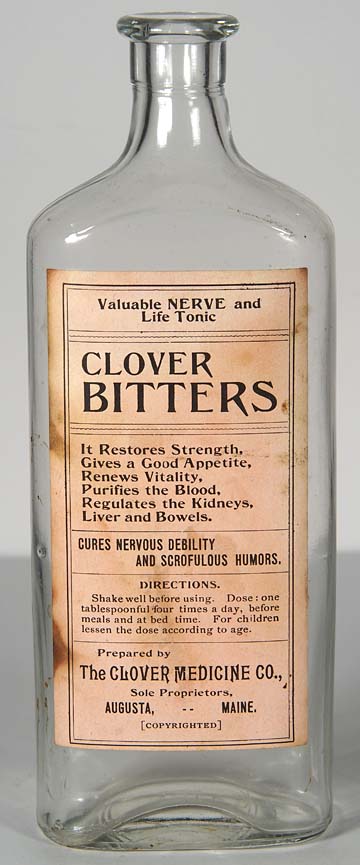 Valuable NERVE and
Life Tonic
CLOVER
BITTERS
It Restores Strength,
Gives a Good Appetite,
Renews Vitality,
Purifies the Blood,
Regulates the Kidneys,
Liver and Bowels.
CURES NERVOUS DEBILITY
AND SCROFULOUS HUMORS.
DIRECTIONS.
Shake well before using. Dose: one
tablespoonful four times a day, before
meals and at bed time. For children
lessen the dose according to age.
Prepared by
The CLOVER MEDICINE CO.,
Sole Proprietors,
AUGUSTA, -- MAINE.
[COPYRIGHTED]